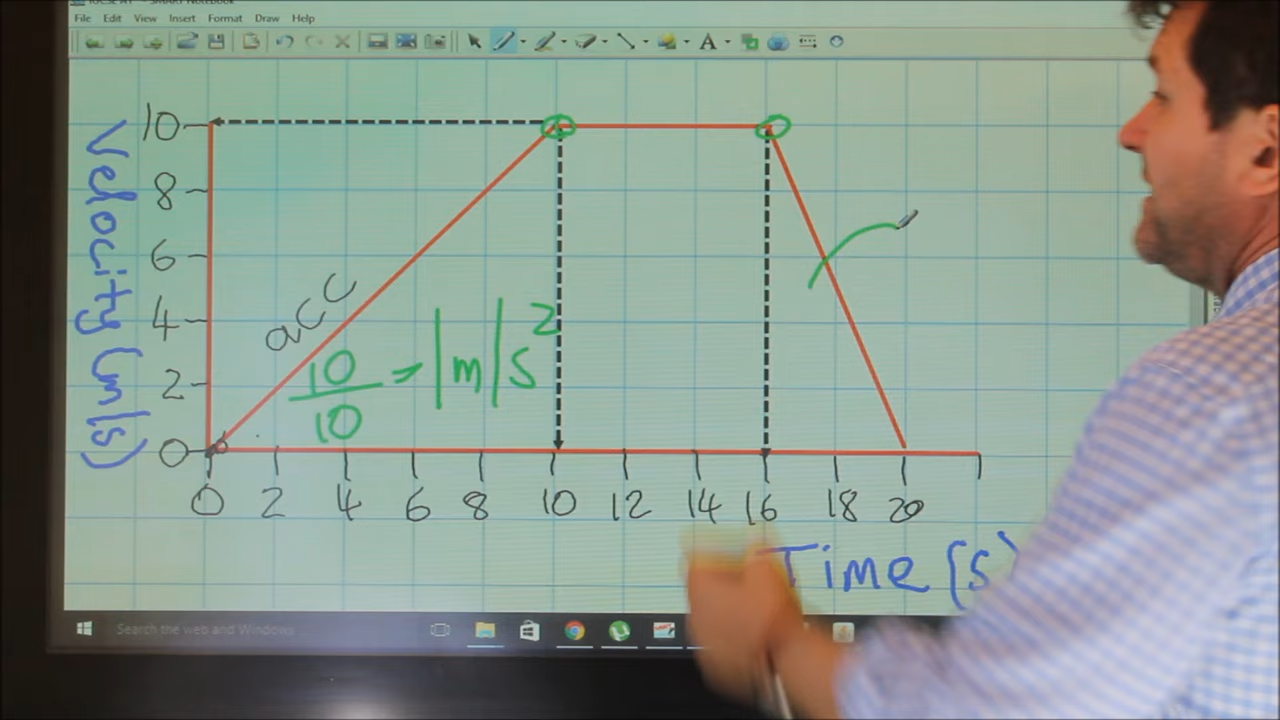 File Edit View Insert Format Draw Help
10
8
6
4
2
0
Velocity (m/s)
acc
10
10
= 1m/s²
0 2 4 6 8 10 12 14 16 18 20
Time (s)
Search the web and Windows